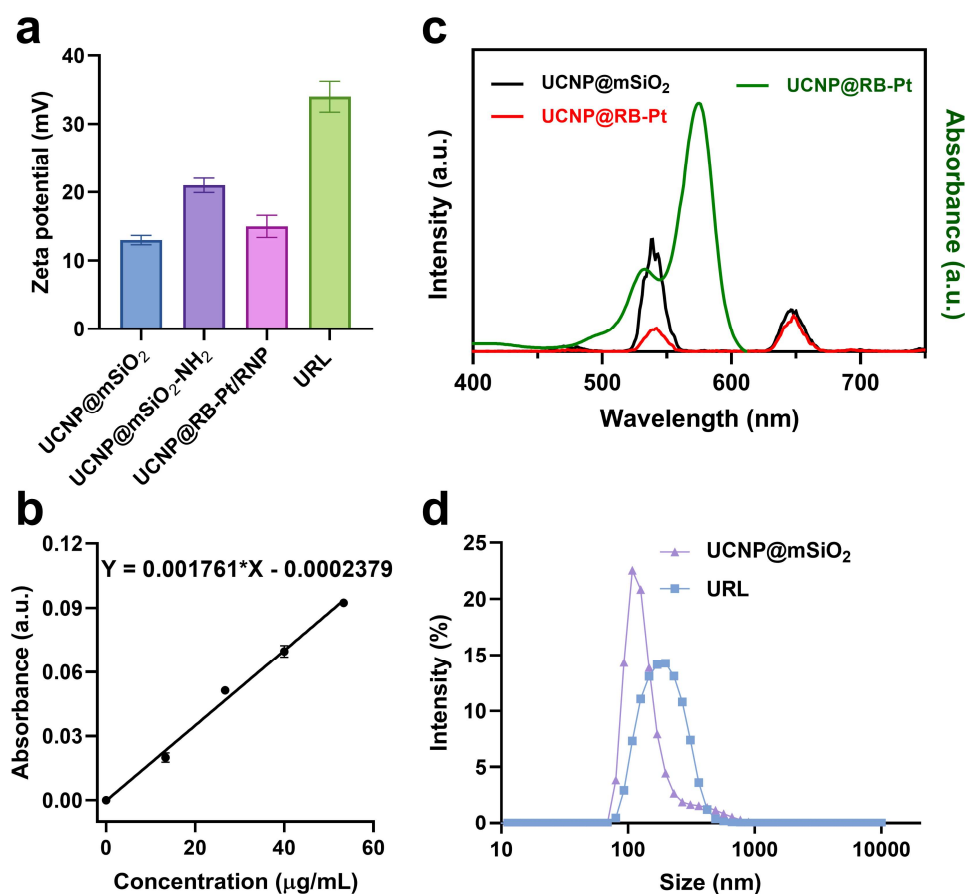 a
Zeta potential (mV)
40
30
20
10
0
UCNP@mSiO₂
UCNP@mSiO₂-NH₂
UCNP@RB-Pt/RNP
URL
c
Intensity (a.u.)
UCNP@mSiO₂
UCNP@RB-Pt
UCNP@RB-Pt
Absorbance (a.u.)
400
500
600
700
Wavelength (nm)
b
Absorbance (a.u.)
0.12
0.09
0.06
0.03
0.00
Y = 0.001761*X - 0.0002379
0
20
40
60
Concentration (μg/mL)
d
Intensity (%)
25
20
15
10
5
0
UCNP@mSiO₂
URL
10
100
1000
10000
Size (nm)